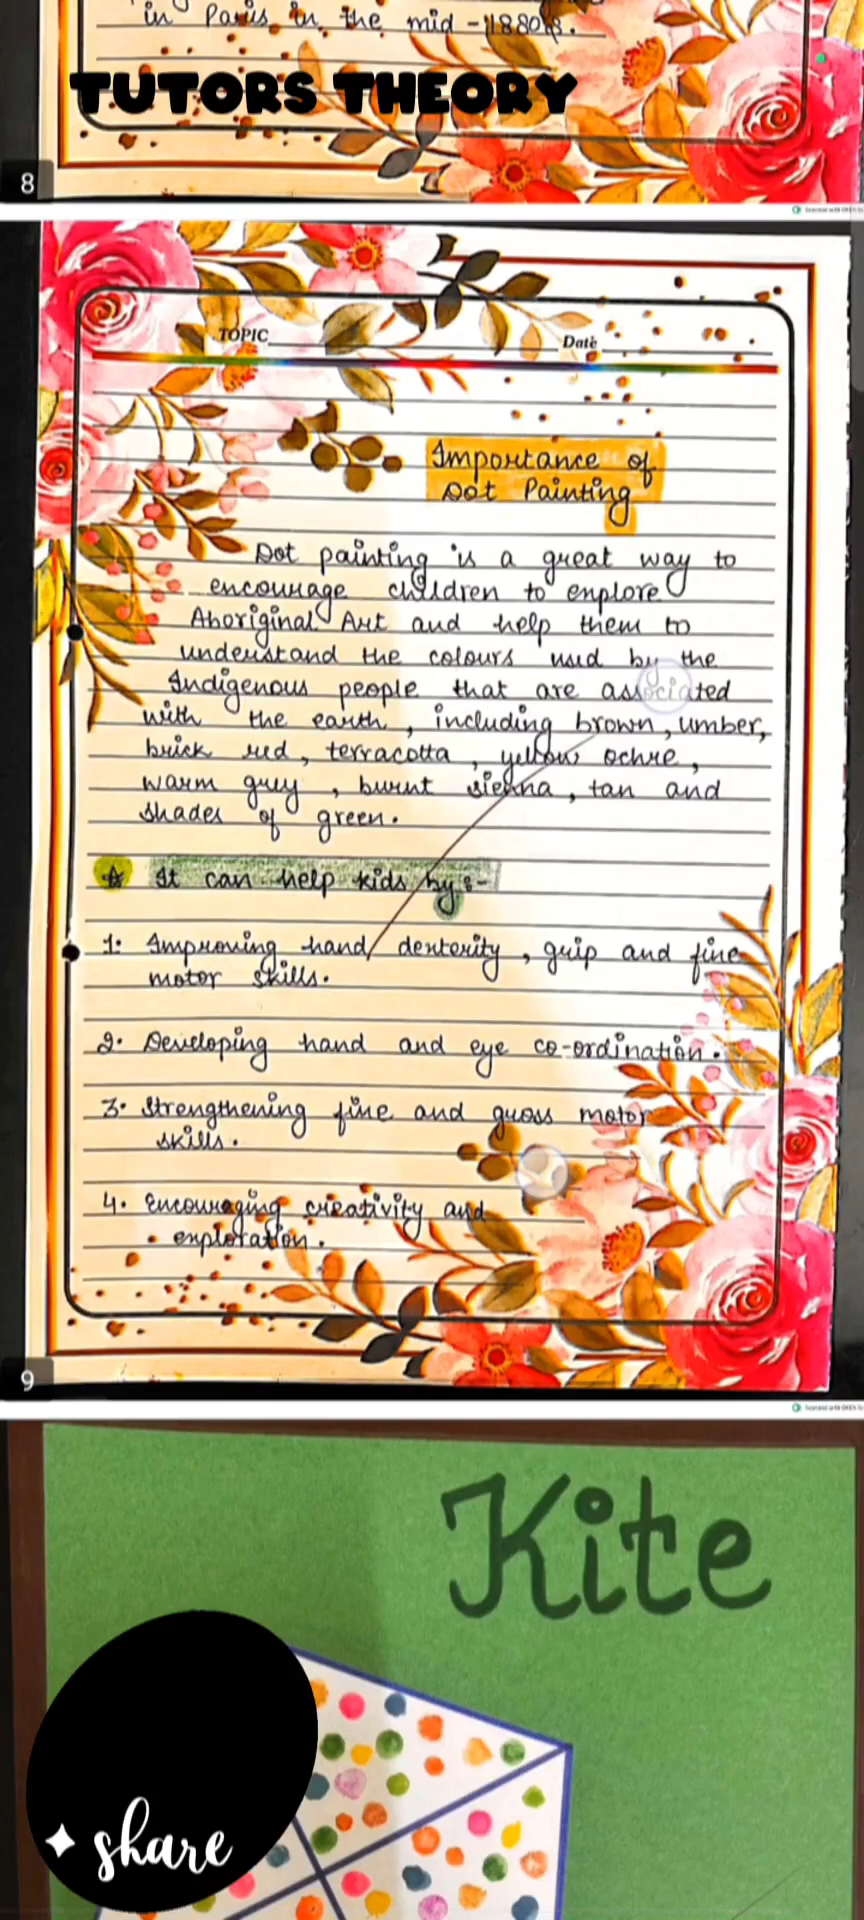 in Paris in the mid-1880s.
TUTORS THEORY
8
TOPIC
Date
Importance of
Dot Painting
Dot painting is a great way to
encourage children to explore
Aboriginal Art and help them to
understand the colours used by the
Indigenous people that are associated
with the earth, including brown, umber,
brick red, terracotta, yellow ochre,
warm grey, burnt sienna, tan and
shades of green.
It can help kids by:-
1. Improving hand dexterity, grip and fine
motor skills.
2. Developing hand and eye co-ordination.
3. Strengthening fine and gross motor
skills.
4. Encouraging creativity and
exploration.
9
Kite
share